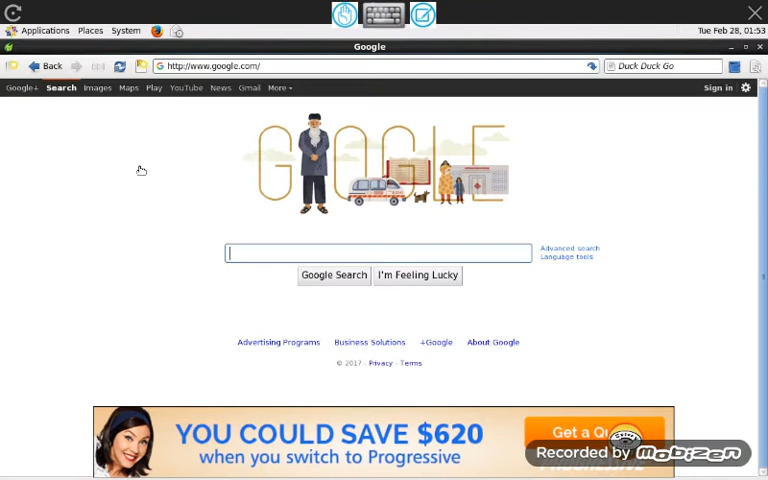 Applications Places System
Tue Feb 28, 01:53
Google
Back
http://www.google.com/
Duck Duck Go
Google+ Search Images Maps Play YouTube News Gmail More
Sign in
GOOGLE
Advanced search
Language tools
Google Search
I'm Feeling Lucky
Advertising Programs Business Solutions +Google About Google
© 2017 - Privacy - Terms
YOU COULD SAVE $620
when you switch to Progressive
Get a
Recorded by mobizen